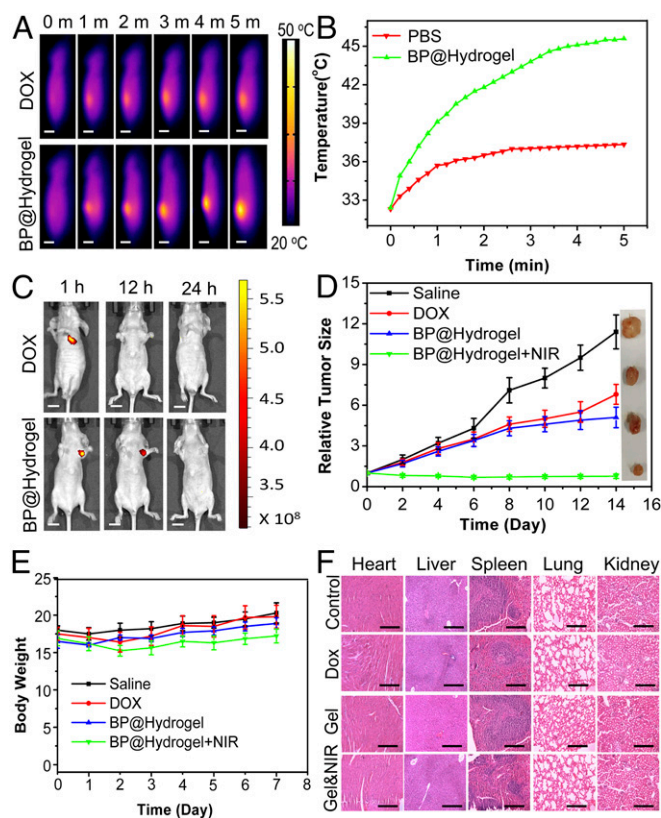 A
0 m 1 m 2 m 3 m 4 m 5 m
50 °C
DOX
BP@Hydrogel
20 °C
B
PBS
BP@Hydrogel
Temperature(°C)
45
42
39
36
33
0 1 2 3 4 5
Time (min)
C
1 h 12 h 24 h
DOX
BP@Hydrogel
5.5
5.0
4.5
4.0
3.5
3.0
X 10⁸
D
Saline
DOX
BP@Hydrogel
BP@Hydrogel+NIR
Relative Tumor Size
12
9
6
3
0
0 2 4 6 8 10 12 14 16
Time (Day)
E
Body Weight
25
20
15
10
5
0
Saline
DOX
BP@Hydrogel
BP@Hydrogel+NIR
0 1 2 3 4 5 6 7 8
Time (Day)
F
Heart Liver Spleen Lung Kidney
Control
Dox
Gel
Gel&NIR